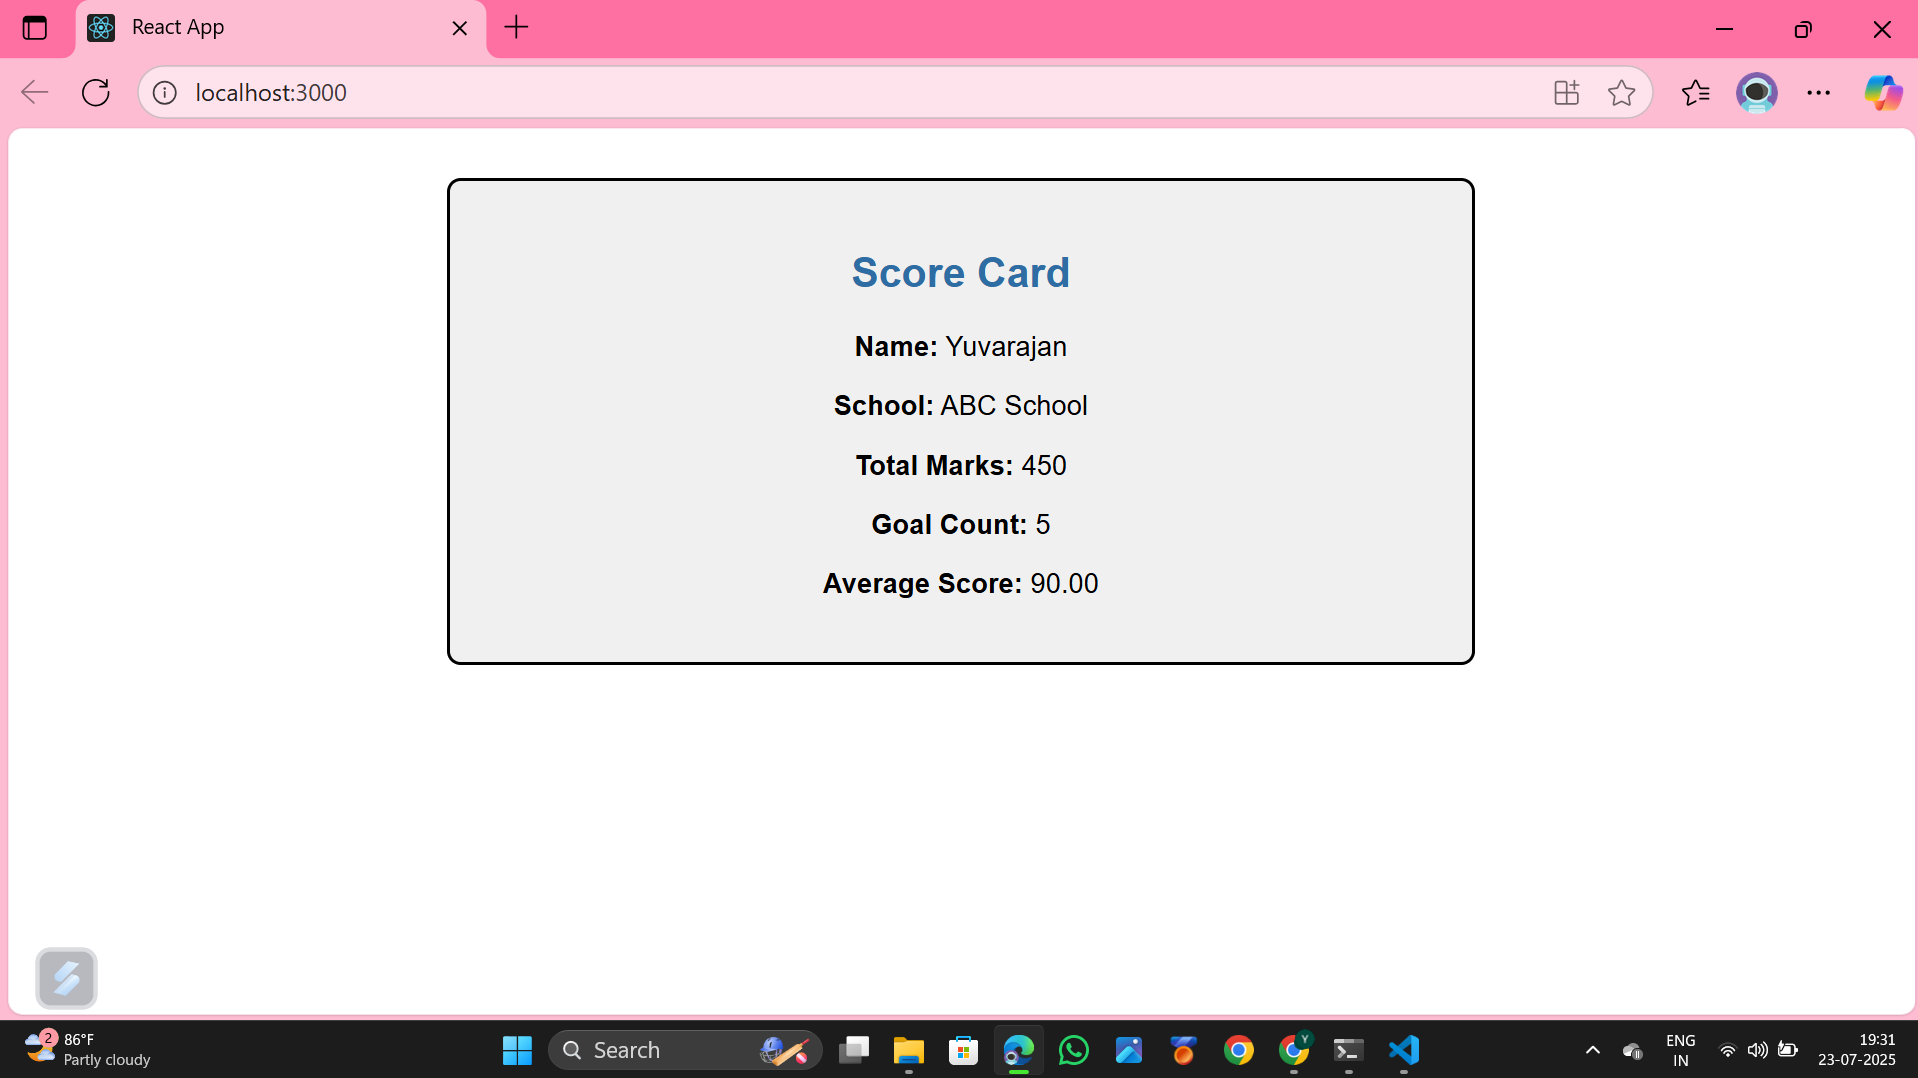 React App
localhost:3000
Score Card
Name: Yuvarajan
School: ABC School
Total Marks: 450
Goal Count: 5
Average Score: 90.00
2
86°F
Partly cloudy
Search
Y
ENG
IN
19:31
23-07-2025